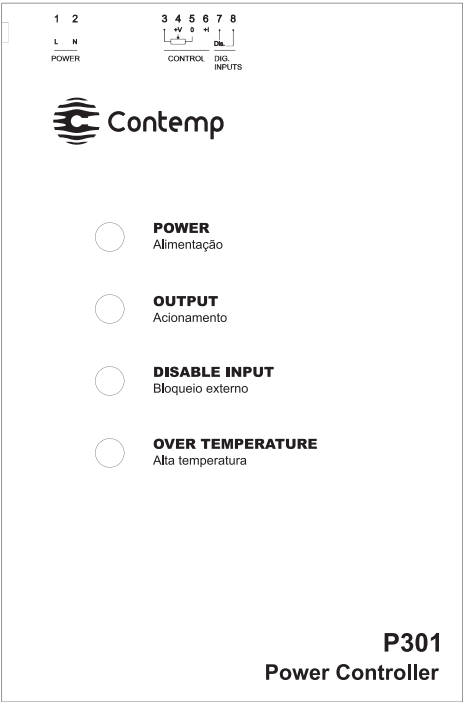 1 2 3 4 5 6 7 8
+V 0 +I
L N Dis.
POWER CONTROL DIG.
INPUTS
Contemp
POWER
Alimentação
OUTPUT
Acionamento
DISABLE INPUT
Bloqueio externo
OVER TEMPERATURE
Alta temperatura
P301
Power Controller